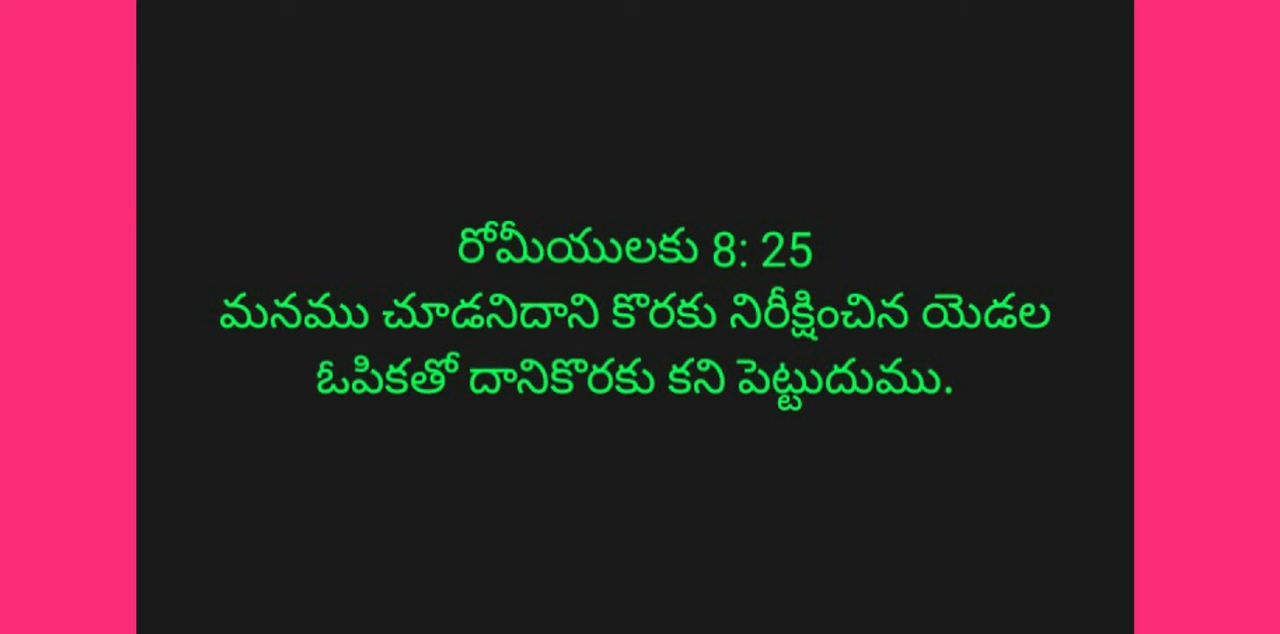 రోమీయులకు 8: 25
మనము చూడనిదాని కొరకు నిరీక్షించిన యెడల
ఓపికతో దానికొరకు కని పెట్టుదుము.